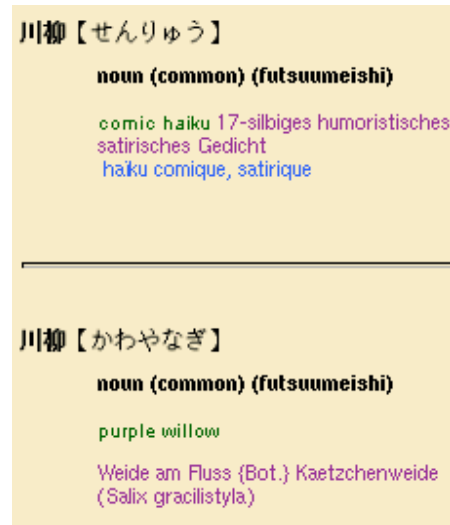 川柳【せんりゅう】
noun (common) (futsuumeishi)
comic haiku 17-silbiges humoristisches
satirisches Gedicht
haïku comique, satirique
川柳【かわやなぎ】
noun (common) (futsuumeishi)
purple willow
Weide am Fluss {Bot.} Kaetzchenweide
(Salix gracilistyla)